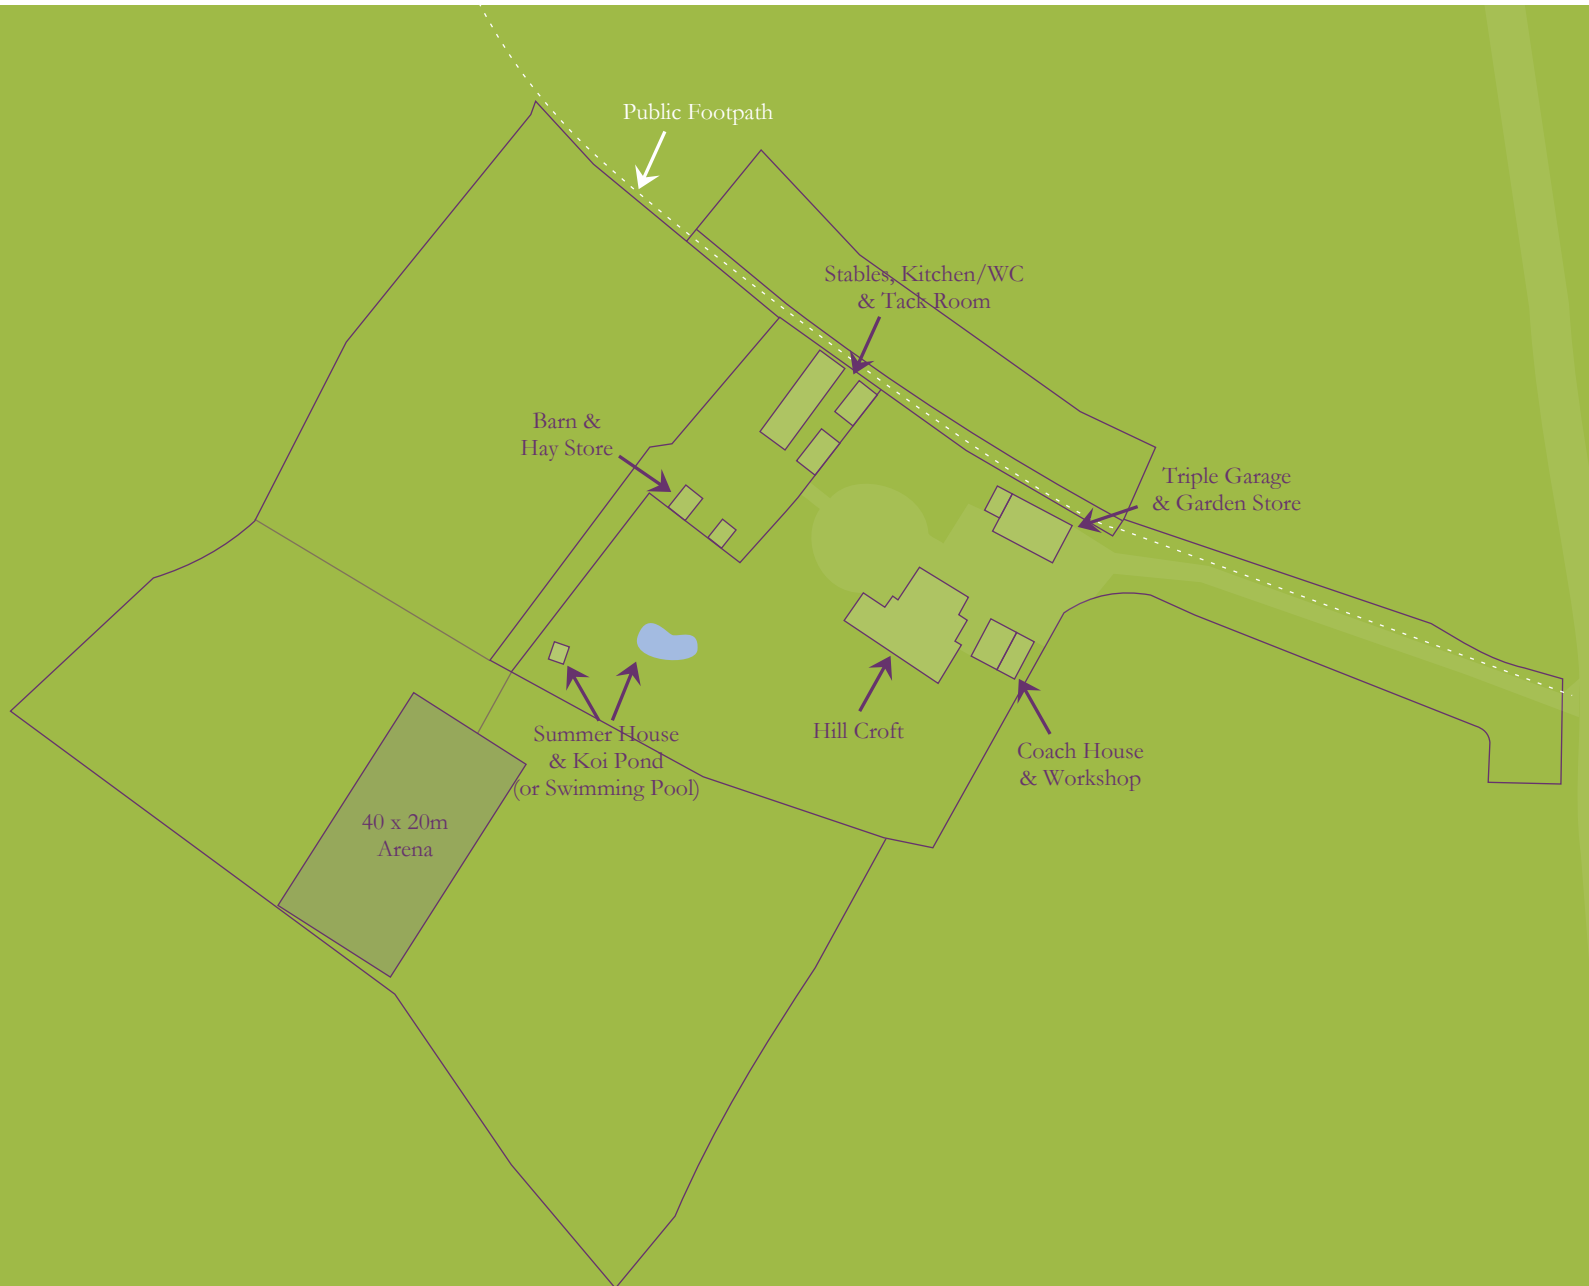 Public Footpath
Stables, Kitchen/WC
& Tack Room
Barn &
Hay Store
Triple Garage
& Garden Store
Summer House
& Koi Pond
(or Swimming Pool)
Hill Croft
Coach House
& Workshop
40 x 20m
Arena